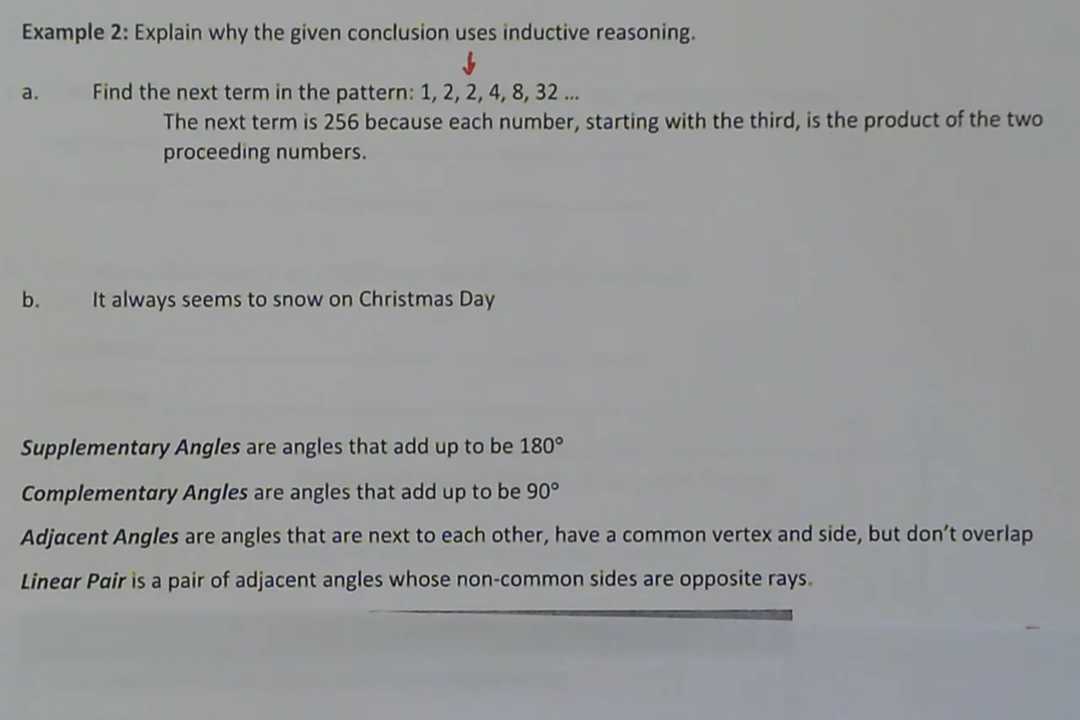 Example 2: Explain why the given conclusion uses inductive reasoning.
a. Find the next term in the pattern: 1, 2, 2, 4, 8, 32 ...
The next term is 256 because each number, starting with the third, is the product of the two
proceeding numbers.
b. It always seems to snow on Christmas Day
Supplementary Angles are angles that add up to be 180°
Complementary Angles are angles that add up to be 90°
Adjacent Angles are angles that are next to each other, have a common vertex and side, but don't overlap
Linear Pair is a pair of adjacent angles whose non-common sides are opposite rays.